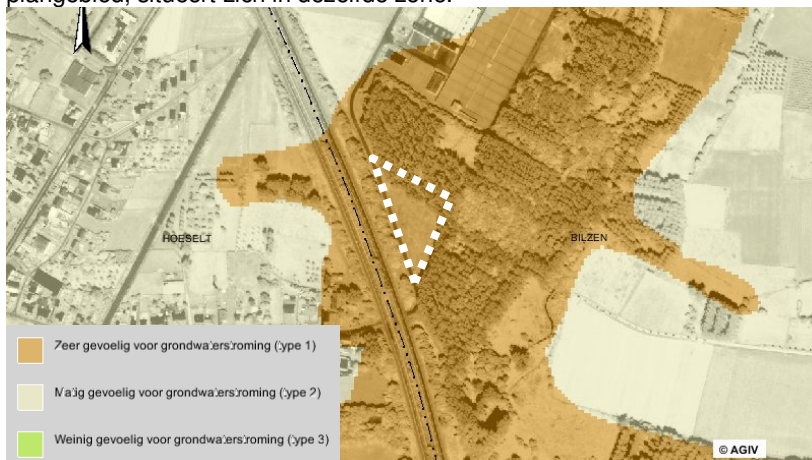 plangebied, situeert zich in dezelfde zone.
HOESELT
BILZEN
Zeer gevoelig voor grondwaterstroming (type 1)
Matig gevoelig voor grondwaterstroming (type 2)
Weinig gevoelig voor grondwaterstroming (type 3)
© AGIV